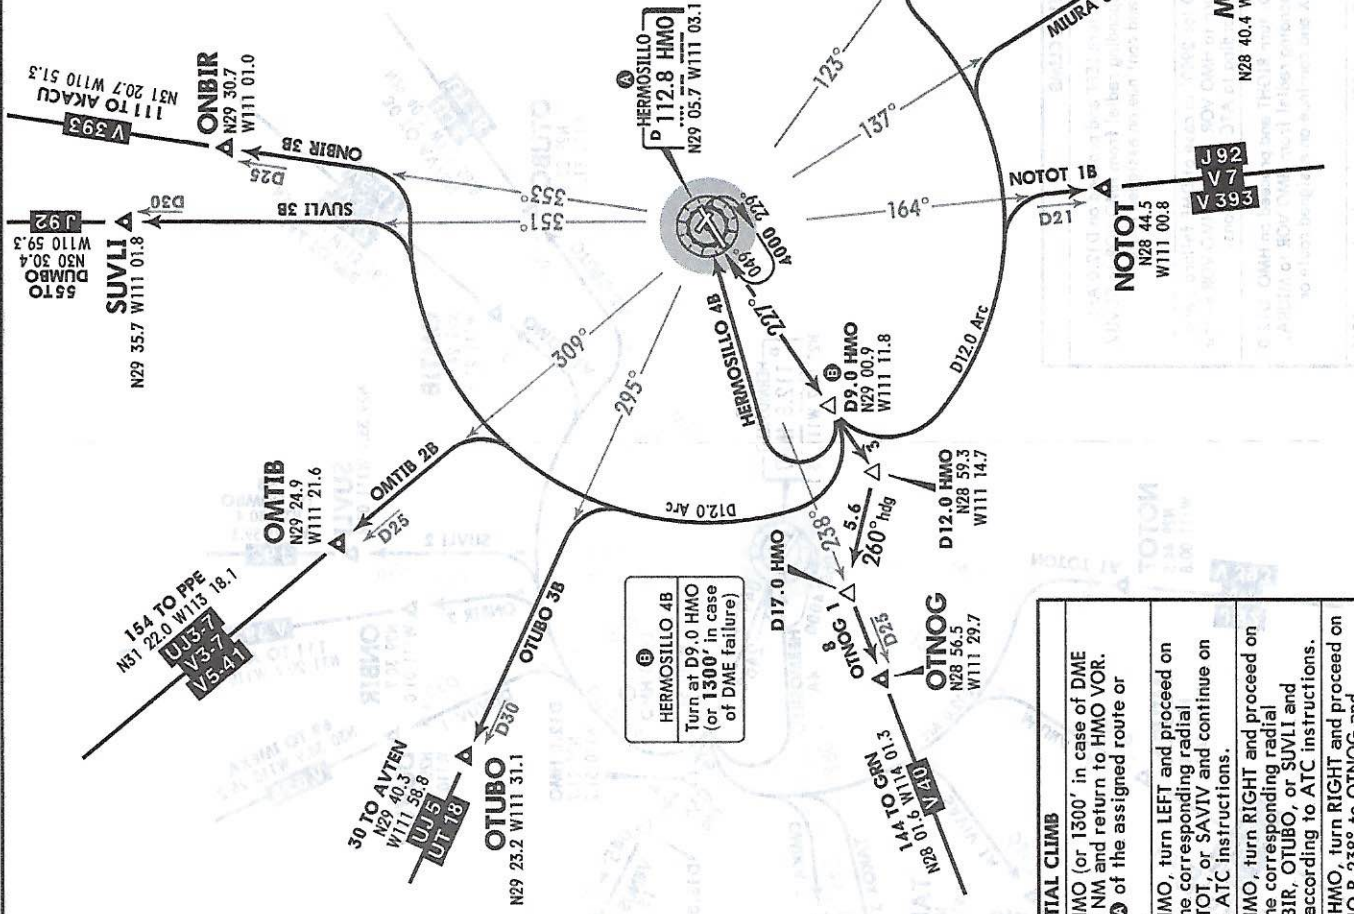 111 TO AKACU
N31 20.7 W110 51.3
V 393
ONBIR
N29 30.7
W111 01.0
D25
ONBIR 3B
55TO
DUMBO
N30 30.4
W110 59.3
J 92
SUVLI
N29 35.7 W111 01.8
D30
SUVLI 3B
353°
351°
A
HERMOSILLO
D 112.8 HMO
N29 05.7 W111 03.1
123°
MIURA
137°
N28 40.4 W
164°
NOTOT 1B
D21
J 92
V 7
V 393
NOTOT
N28 44.5
W111 00.8
229°
049°
4000
227°
HERMOSILLO 4B
B
D9.0 HMO
N29 00.9
W111 11.8
D12.0 Arc
309°
295°
OMTIB
N29 24.9
W111 21.6
OMTIB 2B
D25
154 TO PPE
N31 22.0 W113 18.1
UJ3-7
V3-7
V5-41
D12.0 Arc
OTUBO 3B
D30
30 TO AVTEN
N29 40.3
W111 58.8
UJ 5
UT 18
OTUBO
N29 23.2 W111 31.1
B
HERMOSILLO 4B
Turn at D9.0 HMO
(or 1300' in case
of DME failure)
3
D12.0 HMO
N28 59.3
W111 14.7
5.6
260° hdg
238°
D17.0 HMO
OTNOG 1
8
D25
OTNOG
N28 56.5
W111 29.7
144 TO GRN
N28 01.6 W114 01.3
V 40
TIAL CLIMB
MO (or 1300' in case of DME
NM and return to HMO VOR.
A of the assigned route or
MO, turn LEFT and proceed on
ne corresponding radial
TOT, or SAVIV and continue on
ATC instructions.
MO, turn RIGHT and proceed on
ne corresponding radial
BIR, OTUBO, or SUVLI and
according to ATC instructions.
HMO, turn RIGHT and proceed on
O R-238° to OTNOG and